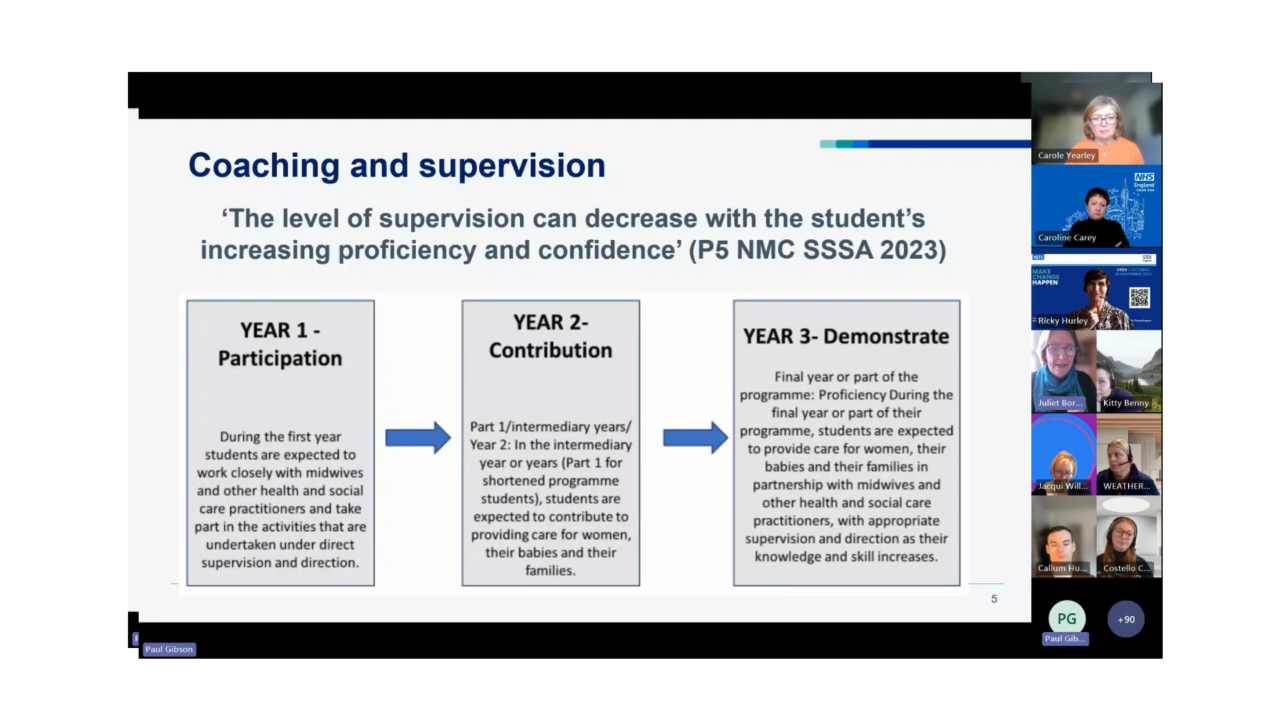 Coaching and supervision
‘The level of supervision can decrease with the student’s
increasing proficiency and confidence’ (P5 NMC SSSA 2023)
YEAR 1 -
Participation
During the first year
students are expected to
work closely with midwives
and other health and social
care practitioners and take
part in the activities that are
undertaken under direct
supervision and direction.
YEAR 2-
Contribution
Part 1/intermediary years/
Year 2: In the intermediary
year or years (Part 1 for
shortened programme
students), students are
expected to contribute to
providing care for women,
their babies and their
families.
YEAR 3- Demonstrate
Final year or part of the
programme: Proficiency During the
final year or part of their
programme, students are expected
to provide care for women, their
babies and their families in
partnership with midwives and
other health and social care
practitioners, with appropriate
supervision and direction as their
knowledge and skill increases.
5
Paul Gibson
Carole Yearley
NHS
England
Caroline Carey
MAKE
CHANGE
HAPPEN
Ricky Hurley
Juliet Bor...
Kitty Benny
Jacqui Will...
WEATHER...
Callum Hu...
Costello C...
PG
Paul Gib...
+90